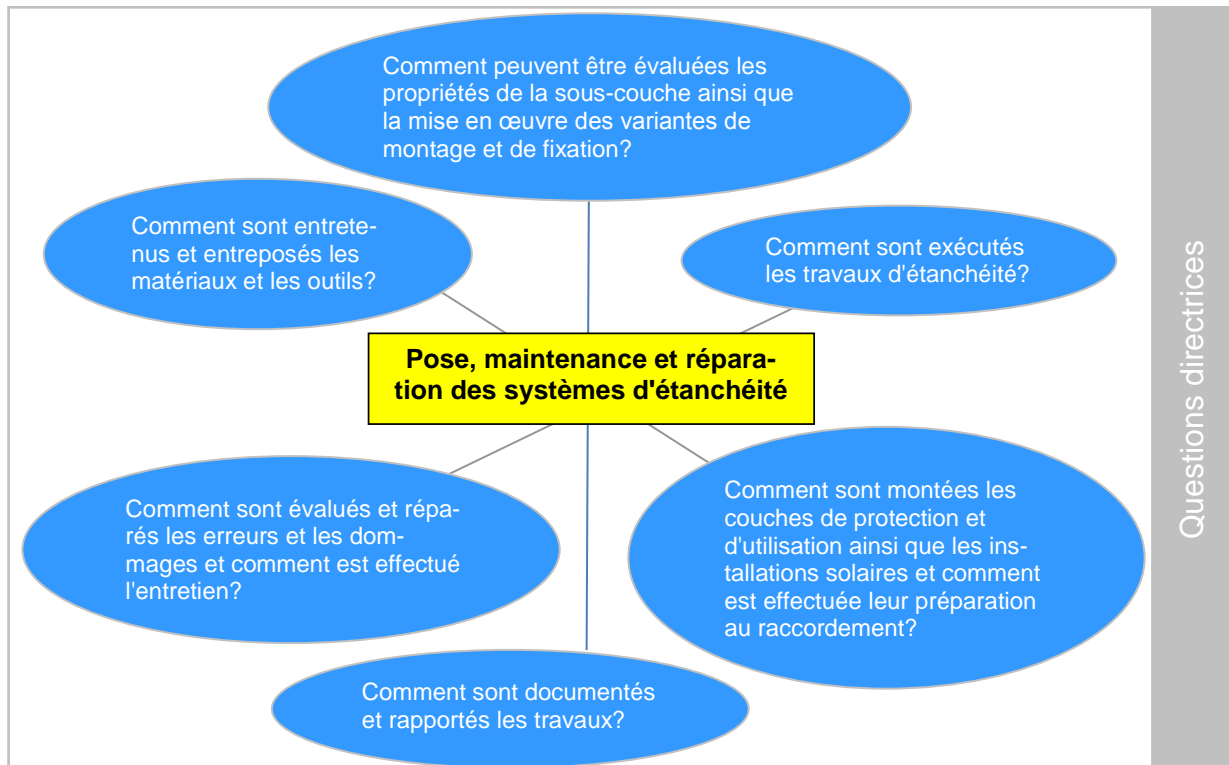 Comment peuvent être évaluées les
propriétés de la sous-couche ainsi que
la mise en œuvre des variantes de
montage et de fixation?
Comment sont entrete-
nus et entreposés les
matériaux et les outils?
Comment sont exécutés
les travaux d'étanchéité?
Pose, maintenance et répara-
tion des systèmes d'étanchéité
Comment sont évalués et répa-
rés les erreurs et les dom-
mages et comment est effectué
l'entretien?
Comment sont montées les
couches de protection et
d'utilisation ainsi que les ins-
tallations solaires et comment
est effectuée leur préparation
au raccordement?
Comment sont documentés
et rapportés les travaux?
Questions directrices